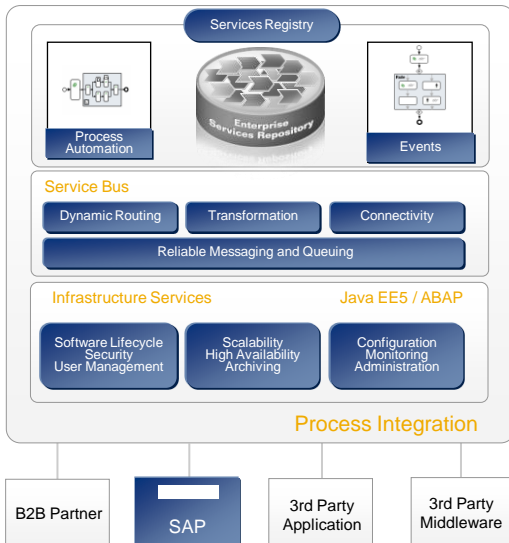 Services Registry
Enterprise
Services Repository
Process
Automation
Events
Service Bus
Dynamic Routing
Transformation
Connectivity
Reliable Messaging and Queuing
Infrastructure Services
Java EE5 / ABAP
Software Lifecycle
Security
User Management
Scalability
High Availability
Archiving
Configuration
Monitoring
Administration
Process Integration
B2B Partner
SAP
3rd Party
Application
3rd Party
Middleware